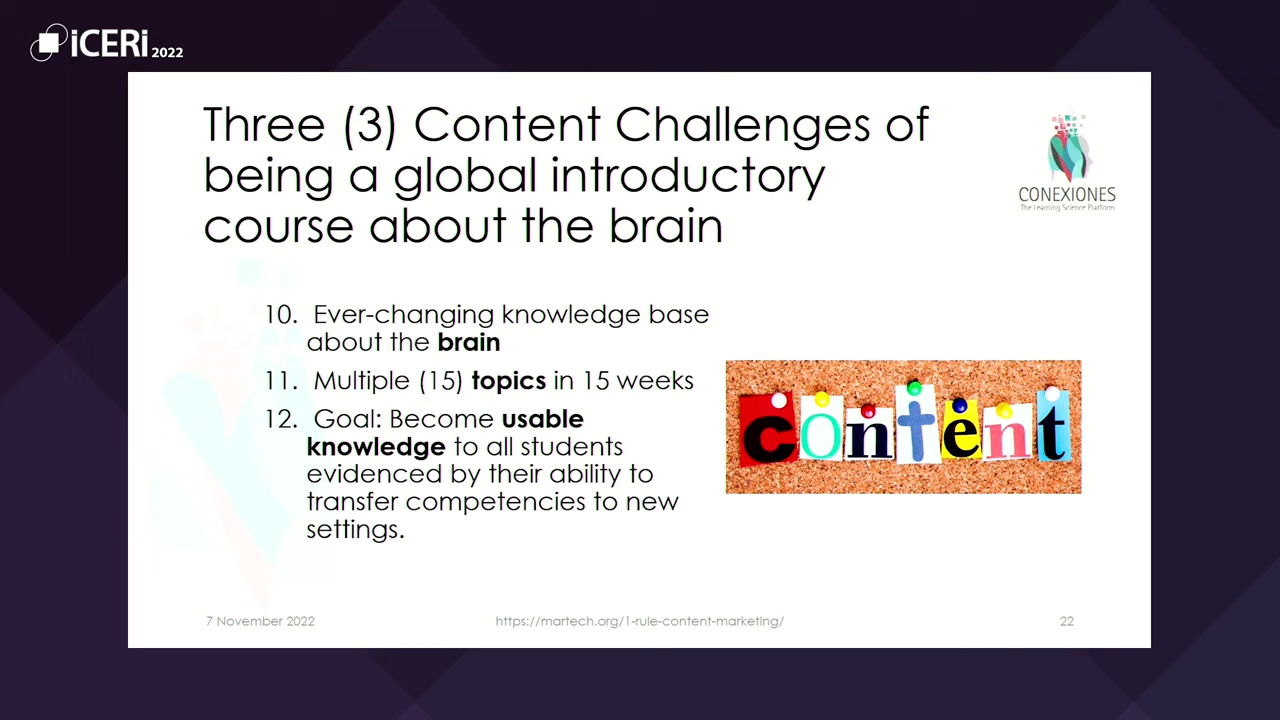 iCERi 2022
Three (3) Content Challenges of
being a global introductory
course about the brain
CONEXIONES
The Learning Science Platform
10. Ever-changing knowledge base
about the brain
11. Multiple (15) topics in 15 weeks
12. Goal: Become usable
knowledge to all students
evidenced by their ability to
transfer competencies to new
settings.
content
7 November 2022
https://martech.org/1-rule-content-marketing/
22